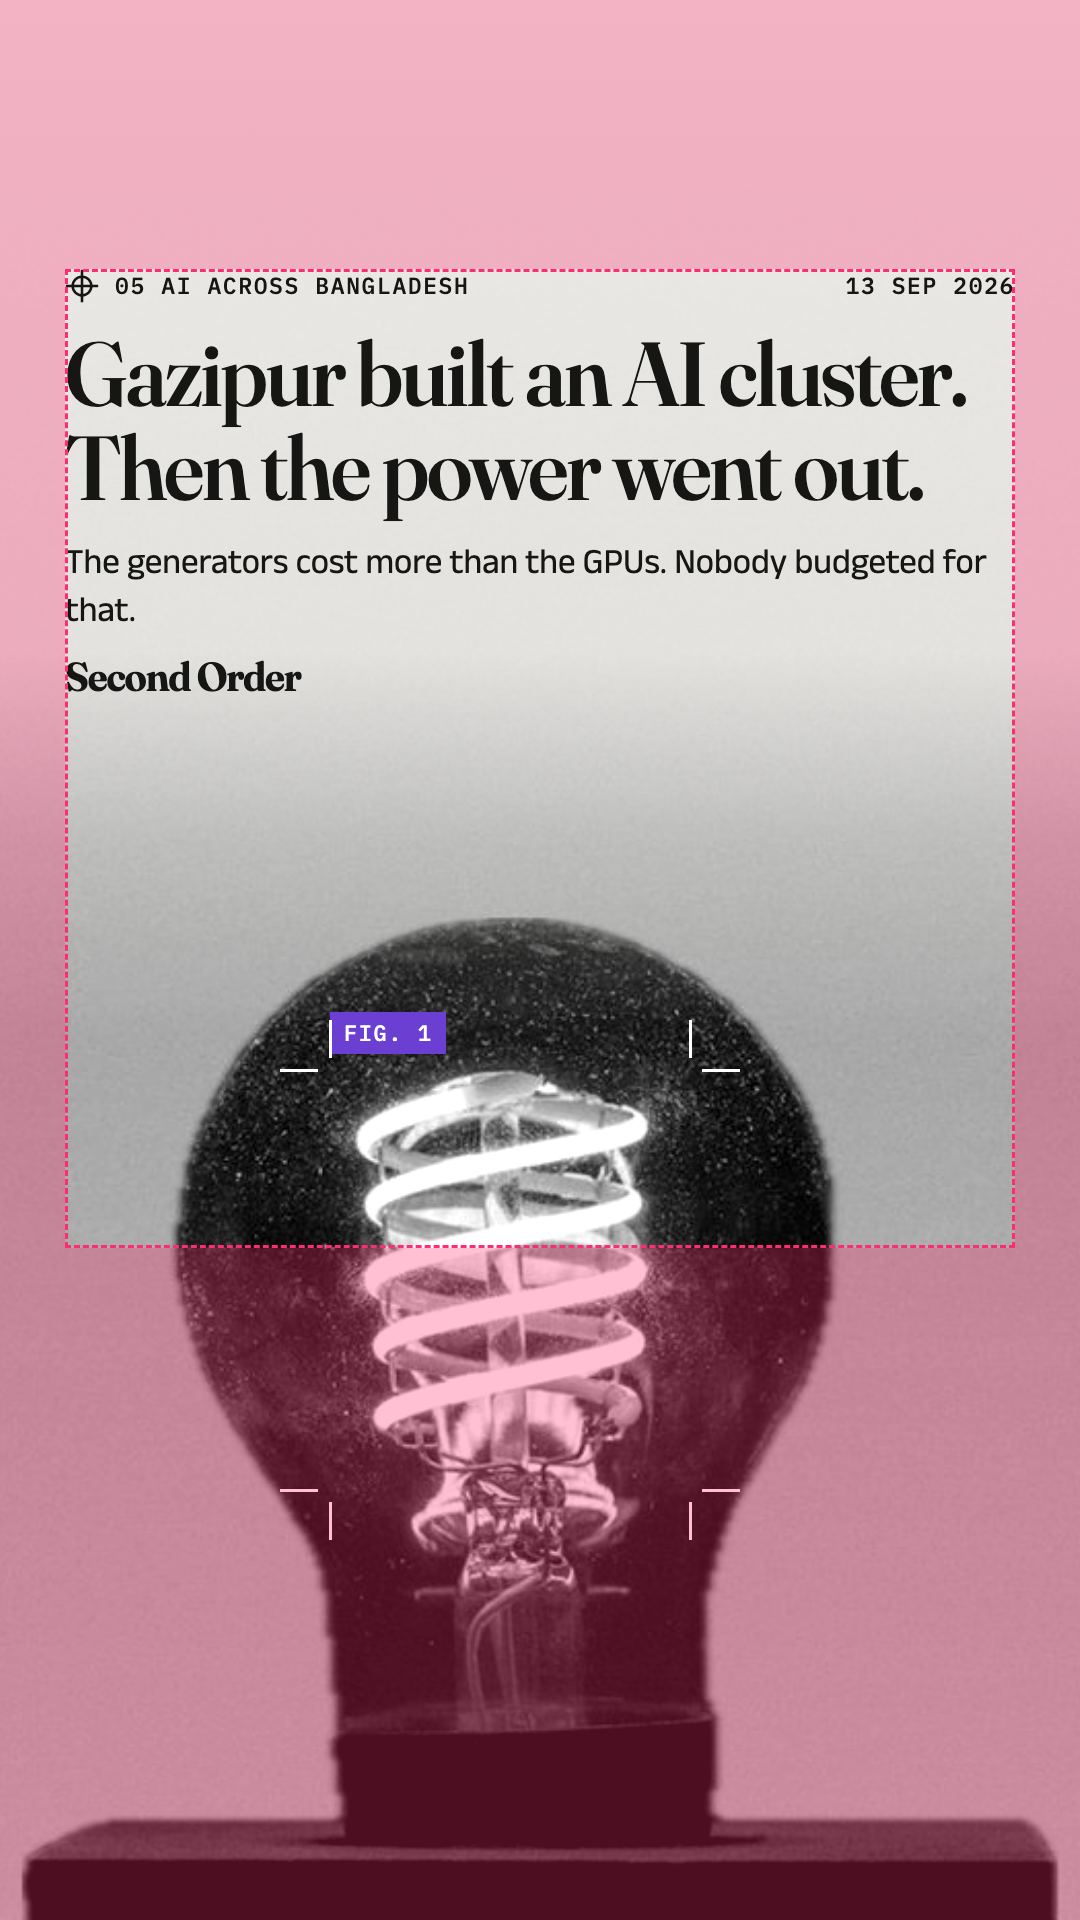 05 AI ACROSS BANGLADESH
13 SEP 2026
Gazipur built an AI cluster.
Then the power went out.
The generators cost more than the GPUs. Nobody budgeted for
that.
Second Order
FIG. 1